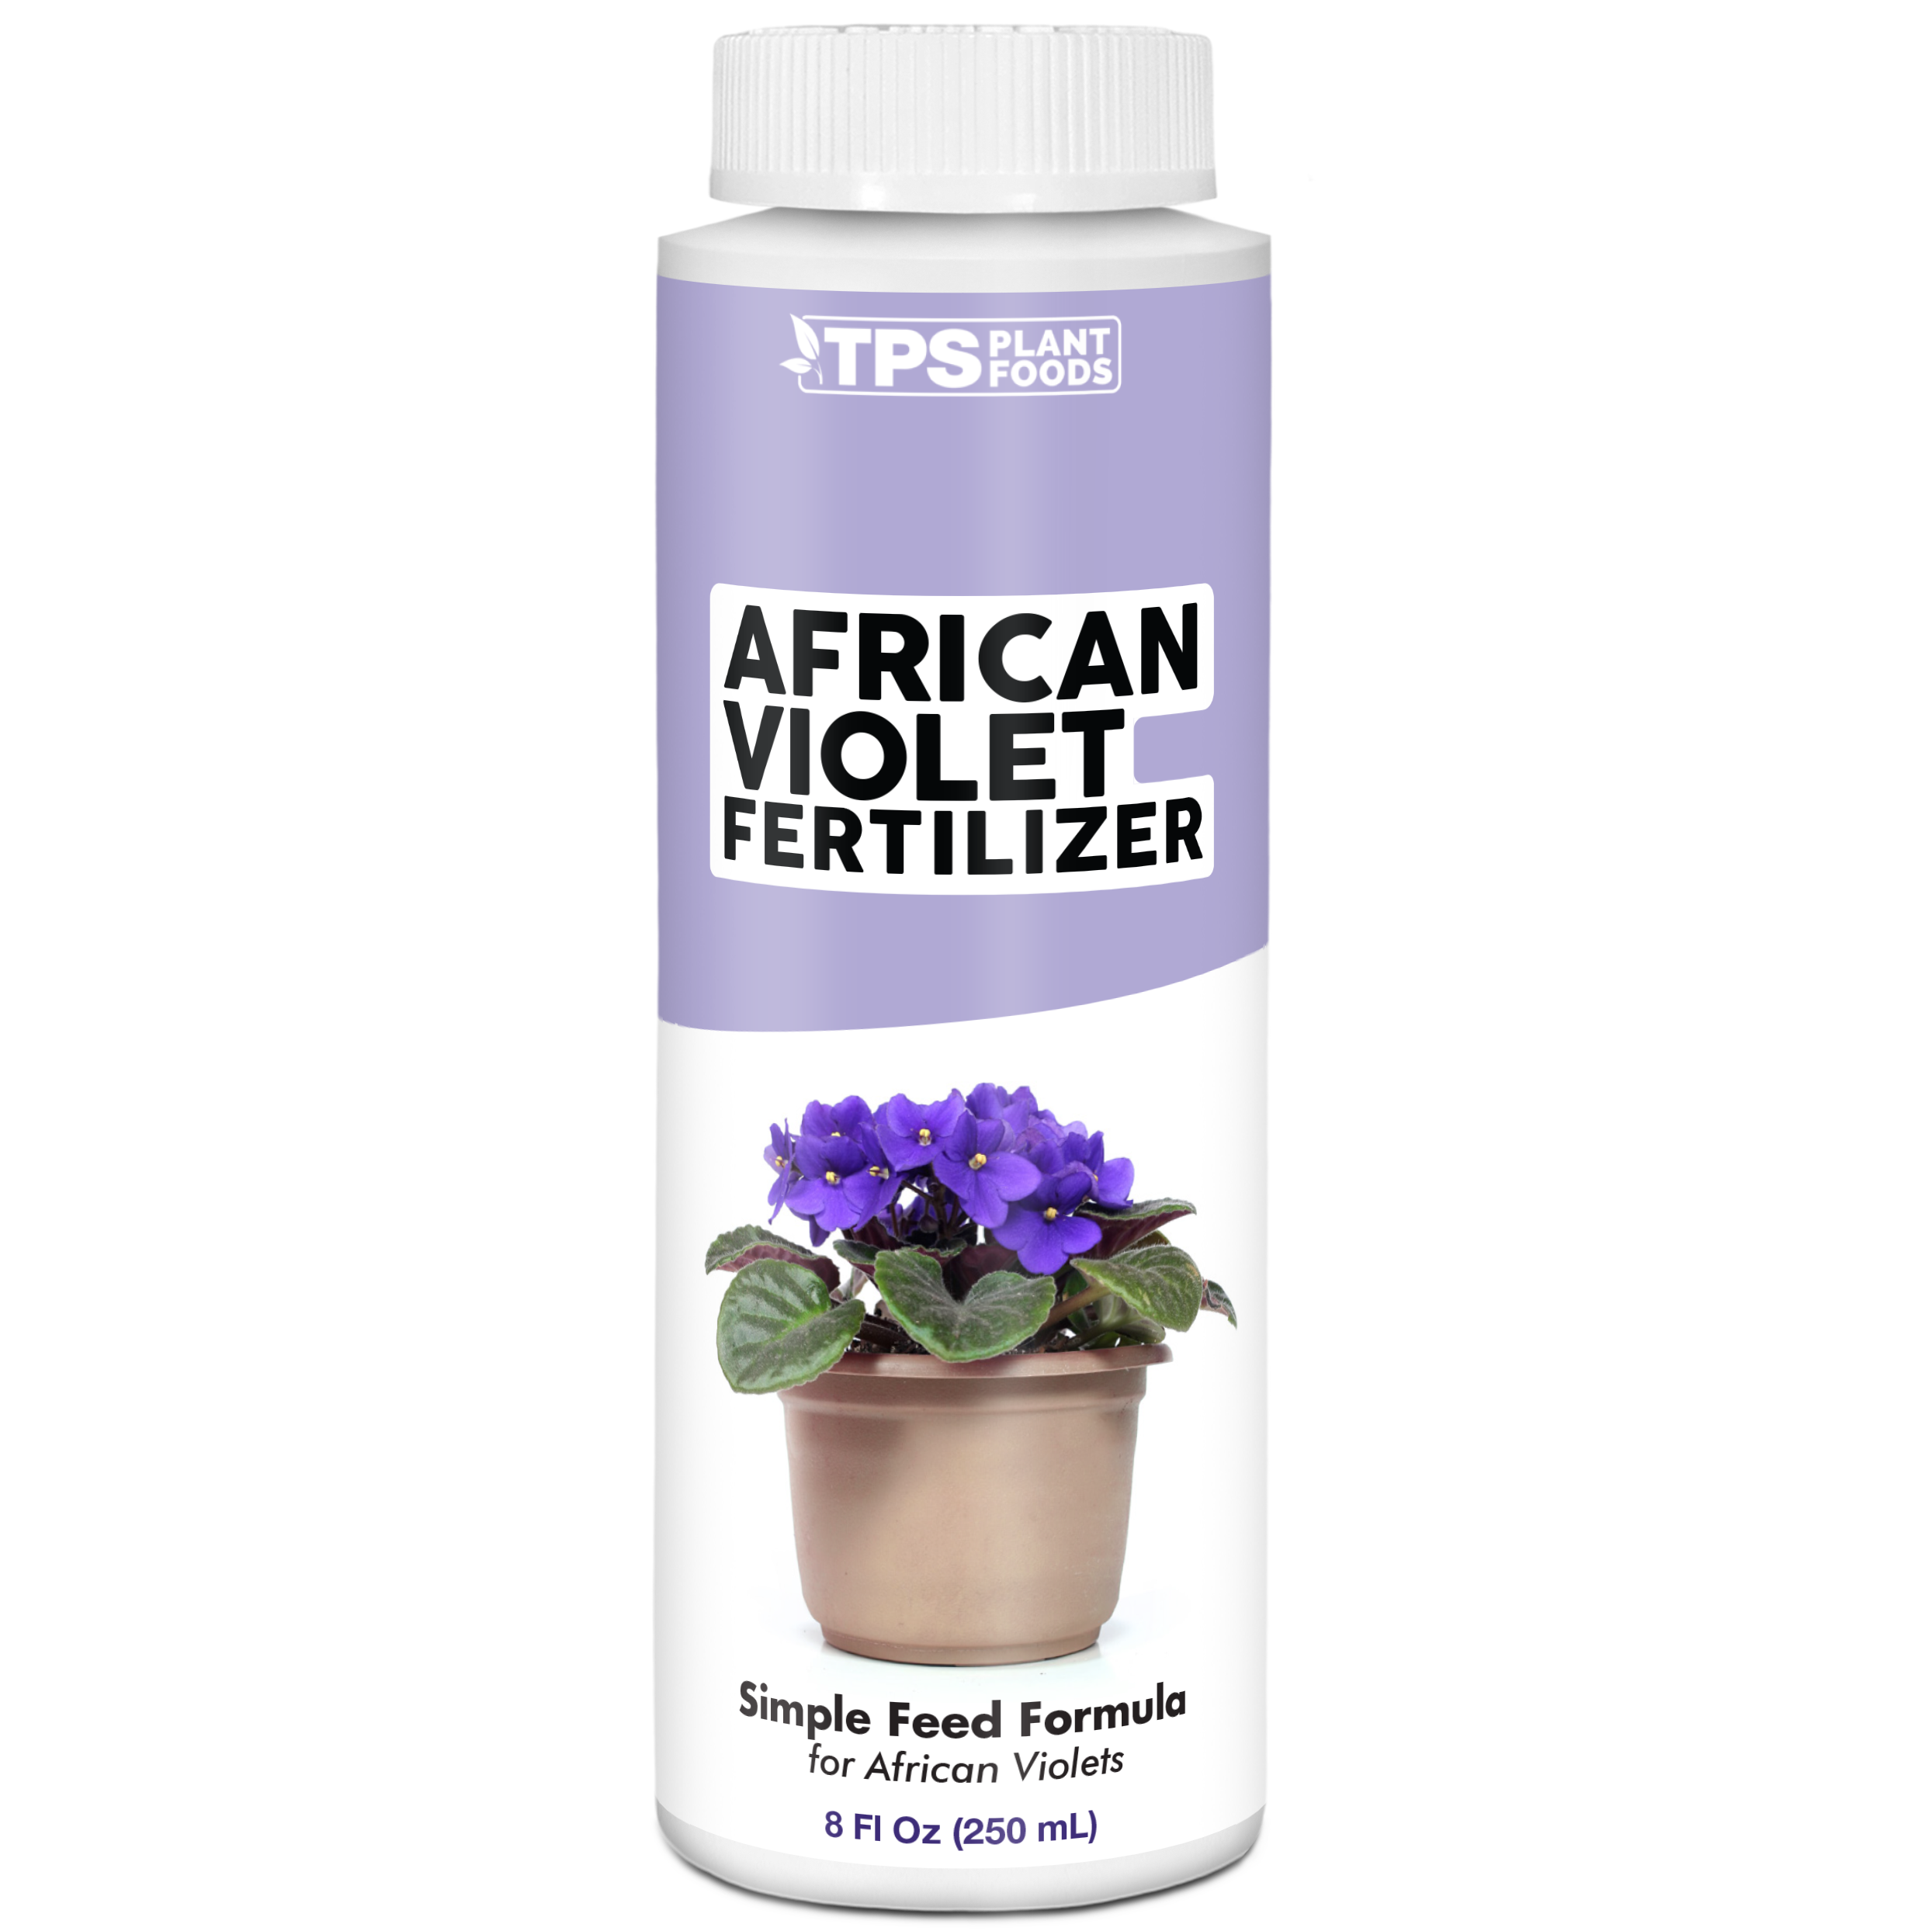 TPS PLANT FOODS
AFRICAN
VIOLET
FERTILIZER
Simple Feed Formula
for African Violets
8 Fl Oz (250 mL)